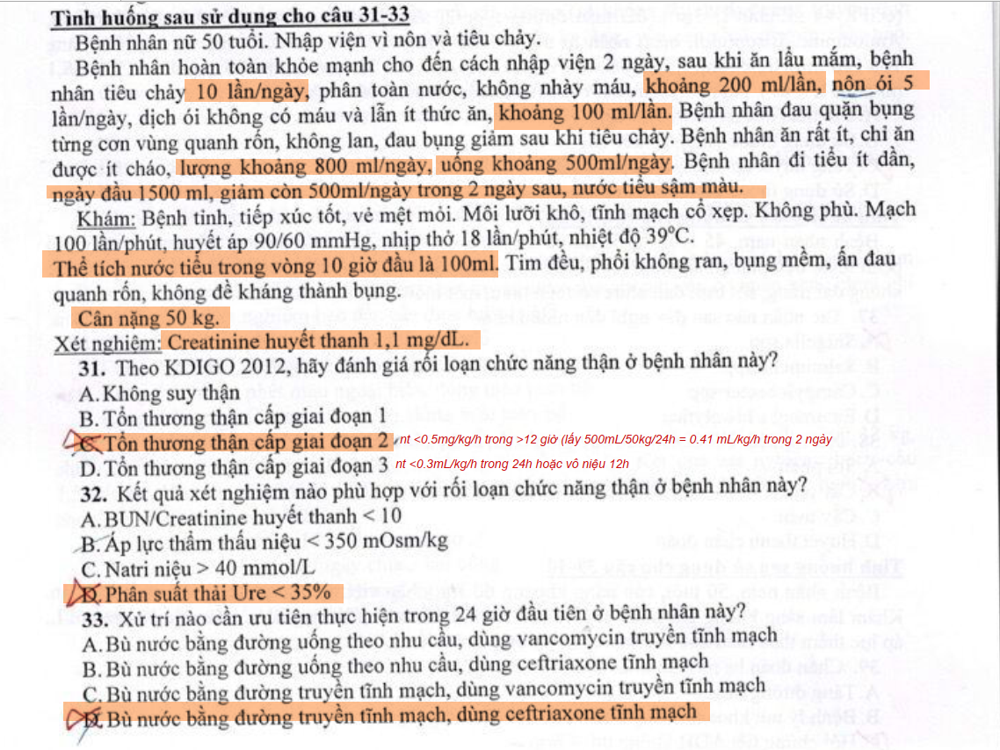 Tình huống sau sử dụng cho câu 31-33
Bệnh nhân nữ 50 tuổi. Nhập viện vì nôn và tiêu chảy.
Bệnh nhân hoàn toàn khỏe mạnh cho đến cách nhập viện 2 ngày, sau khi ăn lẩu mắm, bệnh
nhân tiêu chảy 10 lần/ngày, phân toàn nước, không nhày máu, khoảng 200 ml/lần, nôn ói 5
lần/ngày, dịch ói không có máu và lẫn ít thức ăn, khoảng 100 ml/lần. Bệnh nhân đau quặn bụng
từng cơn vùng quanh rốn, không lan, đau bụng giảm sau khi tiêu chảy. Bệnh nhân ăn rất ít, chỉ ăn
được ít cháo, lượng khoảng 800 ml/ngày, uống khoảng 500ml/ngày. Bệnh nhân đi tiểu ít dần,
ngày đầu 1500 ml, giảm còn 500ml/ngày trong 2 ngày sau, nước tiểu sậm màu.
Khám: Bệnh tỉnh, tiếp xúc tốt, vẻ mệt mỏi. Môi lưỡi khô, tĩnh mạch cổ xẹp. Không phù. Mạch
100 lần/phút, huyết áp 90/60 mmHg, nhịp thở 18 lần/phút, nhiệt độ 39°C.
Thể tích nước tiểu trong vòng 10 giờ đầu là 100ml. Tim đều, phổi không ran, bụng mềm, ấn đau
quanh rốn, không đề kháng thành bụng.
Cân nặng 50 kg.
Xét nghiệm: Creatinine huyết thanh 1,1 mg/dL.
31. Theo KDIGO 2012, hãy đánh giá rối loạn chức năng thận ở bệnh nhân này?
A. Không suy thận
B. Tổn thương thận cấp giai đoạn 1
C. Tổn thương thận cấp giai đoạn 2 nt <0.5mg/kg/h trong >12 giờ (lấy 500mL/50kg/24h = 0.41 mL/kg/h trong 2 ngày
D. Tổn thương thận cấp giai đoạn 3 nt <0.3mL/kg/h trong 24h hoặc vô niệu 12h
32. Kết quả xét nghiệm nào phù hợp với rối loạn chức năng thận ở bệnh nhân này?
A. BUN/Creatinine huyết thanh < 10
B. Áp lực thẩm thấu niệu < 350 mOsm/kg
C. Natri niệu > 40 mmol/L
D. Phân suất thải Ure < 35%
33. Xử trí nào cần ưu tiên thực hiện trong 24 giờ đầu tiên ở bệnh nhân này?
A. Bù nước bằng đường uống theo nhu cầu, dùng vancomycin truyền tĩnh mạch
B. Bù nước bằng đường uống theo nhu cầu, dùng ceftriaxone tĩnh mạch
C. Bù nước bằng đường truyền tĩnh mạch, dùng vancomycin truyền tĩnh mạch
D. Bù nước bằng đường truyền tĩnh mạch, dùng ceftriaxone tĩnh mạch